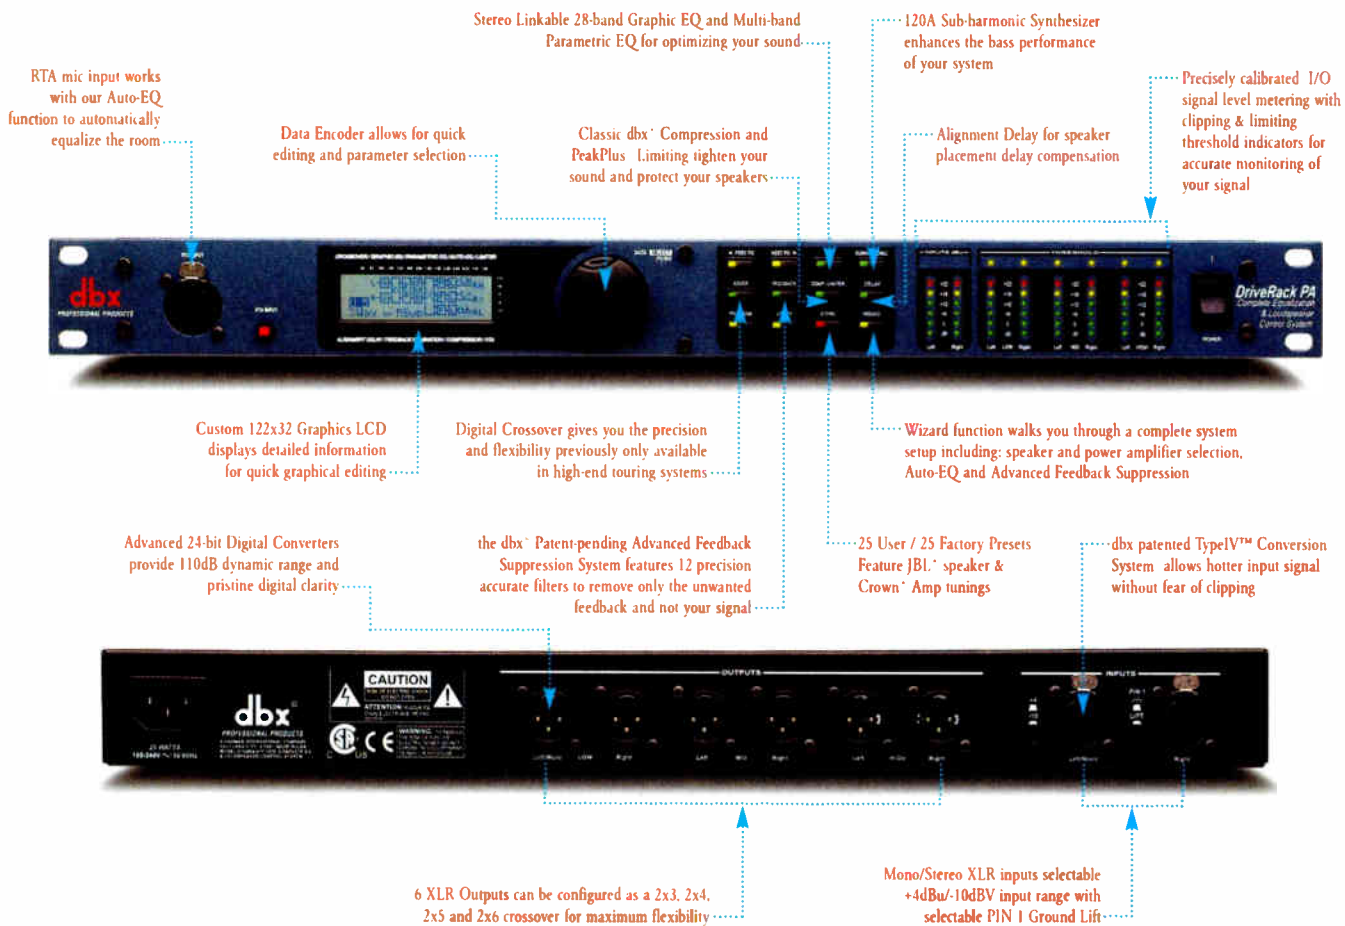 Stereo Linkable 28-band Graphic EQ and Multi-band
Parametric EQ for optimizing your sound
120A Sub-harmonic Synthesizer
enhances the bass performance
of your system
RTA mic input works
with our Auto-EQ
function to automatically
equalize the room
Data Encoder allows for quick
editing and parameter selection
Classic dbx® Compression and
PeakPlus Limiting tighten your
sound and protect your speakers
Alignment Delay for speaker
placement delay compensation
Precisely calibrated I/O
signal level metering with
clipping & limiting
threshold indicators for
accurate monitoring of
your signal
dbx
PROFESSIONAL PRODUCTS
DriveRack PA
Complete Equalization
& Loudspeaker
Control System
POWER
Custom 122x32 Graphics LCD
displays detailed information
for quick graphical editing
Digital Crossover gives you the precision
and flexibility previously only available
in high-end touring systems
Wizard function walks you through a complete system
setup including: speaker and power amplifier selection,
Auto-EQ and Advanced Feedback Suppression
Advanced 24-bit Digital Converters
provide 110dB dynamic range and
pristine digital clarity
the dbx® Patent-pending Advanced Feedback
Suppression System features 12 precision
accurate filters to remove only the unwanted
feedback and not your signal
25 User / 25 Factory Presets
Feature JBL® speaker &
Crown® Amp tunings
dbx patented TypeIV™ Conversion
System allows hotter input signal
without fear of clipping
OUTPUTS
INPUTS
CAUTION
dbx
PROFESSIONAL PRODUCTS
6 XLR Outputs can be configured as a 2x3, 2x4,
2x5 and 2x6 crossover for maximum flexibility
Mono/Stereo XLR inputs selectable
+4dBu/-10dBV input range with
selectable PIN 1 Ground Lift